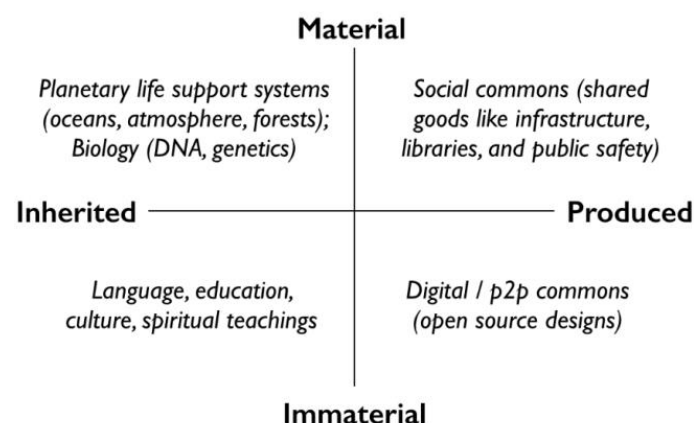 Material
Planetary life support systems
(oceans, atmosphere, forests);
Biology (DNA, genetics)
Social commons (shared
goods like infrastructure,
libraries, and public safety)
Inherited
Produced
Language, education,
culture, spiritual teachings
Digital / p2p commons
(open source designs)
Immaterial